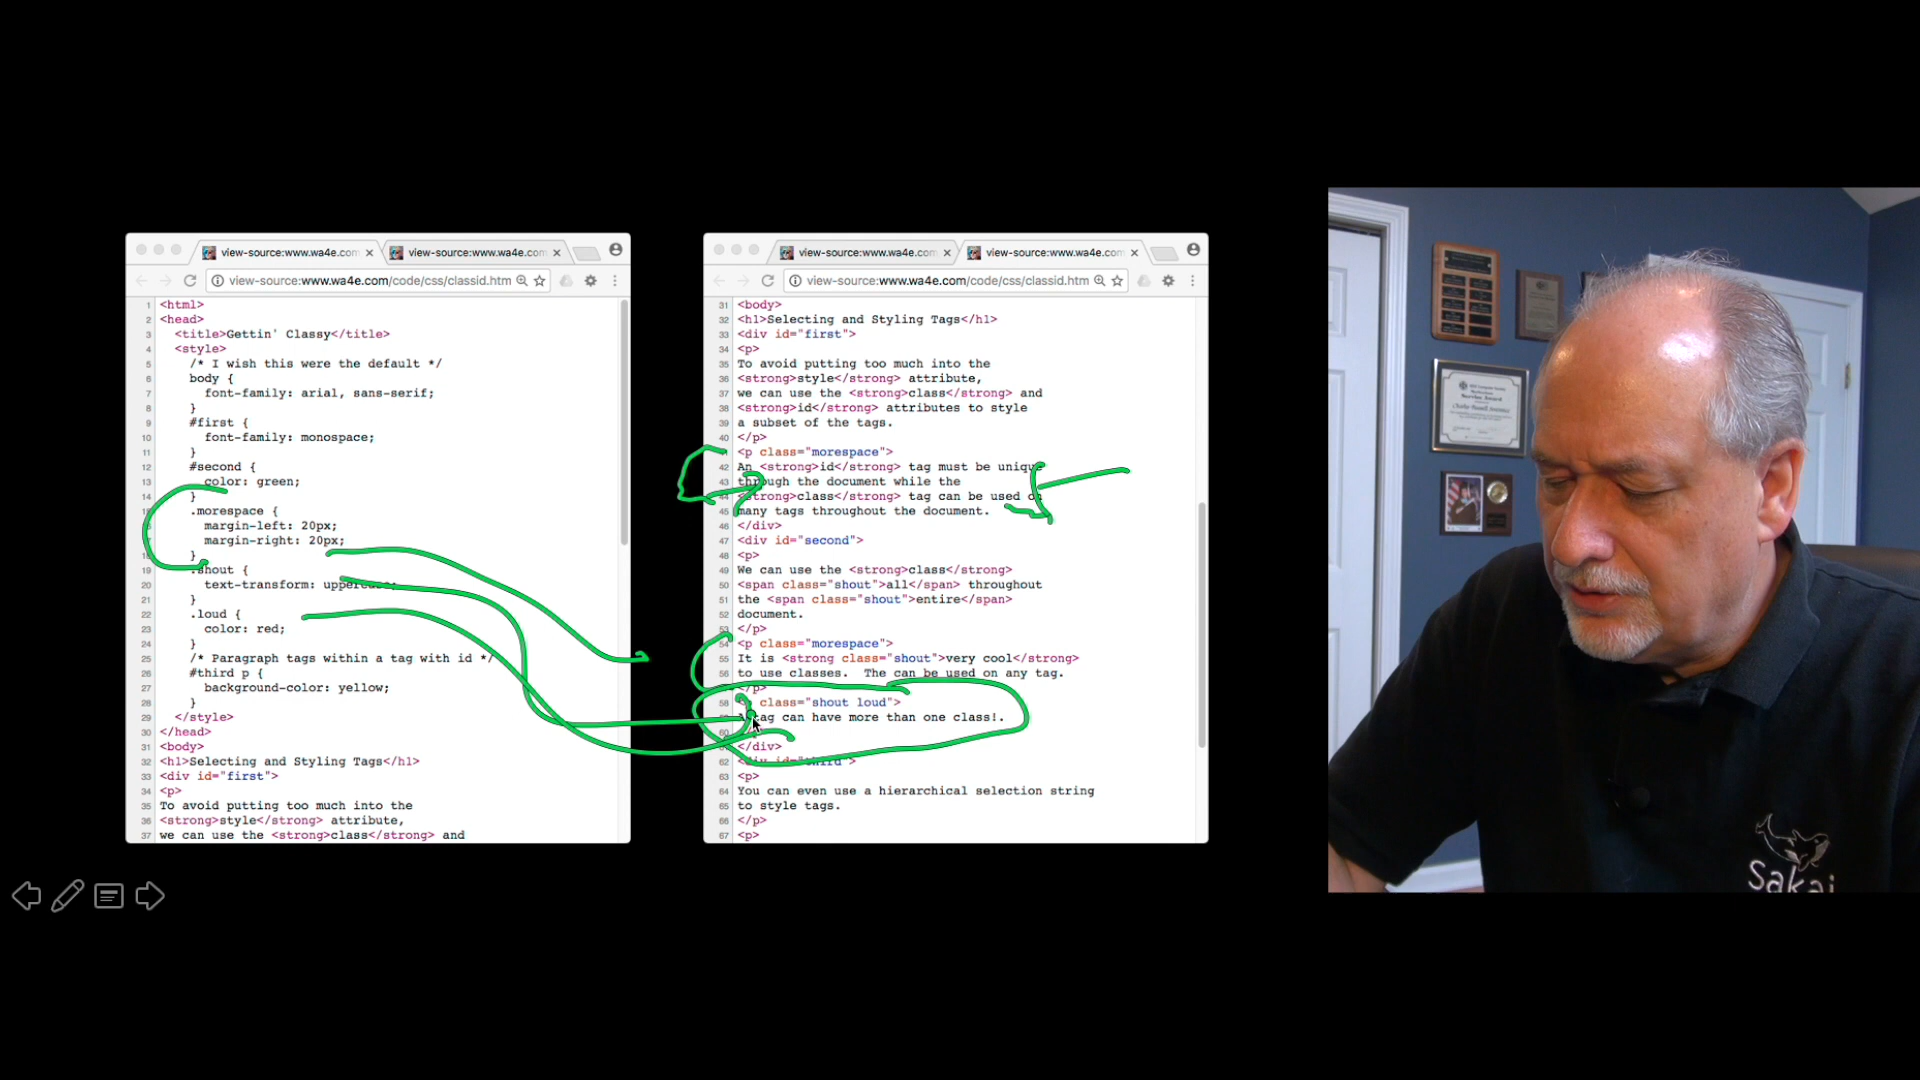 view-source:www.wa4e.com
view-source:www.wa4e.com
view-source:www.wa4e.com/code/css/classid.htm
1 <html>
2 <head>
3   <title>Gettin' Classy</title>
4   <style>
5     /* I wish this were the default */
6     body {
7       font-family: arial, sans-serif;
8     }
9     #first {
10       font-family: monospace;
11     }
12     #second {
13       color: green;
14     }
.morespace {
      margin-left: 20px;
      margin-right: 20px;
    }
19     .shout {
20       text-transform: uppercase;
21     }
22     .loud {
23       color: red;
24     }
25     /* Paragraph tags within a tag with id */
26     #third p {
27       background-color: yellow;
28     }
29   </style>
30 </head>
31 <body>
32 <h1>Selecting and Styling Tags</h1>
33 <div id="first">
34 <p>
35 To avoid putting too much into the
36 <strong>style</strong> attribute,
37 we can use the <strong>class</strong> and
view-source:www.wa4e.com
view-source:www.wa4e.com
view-source:www.wa4e.com/code/css/classid.htm
31 <body>
32 <h1>Selecting and Styling Tags</h1>
33 <div id="first">
34 <p>
35 To avoid putting too much into the
36 <strong>style</strong> attribute,
37 we can use the <strong>class</strong> and
38 <strong>id</strong> attributes to style
39 a subset of the tags.
40 </p>
<p class="morespace">
42 An <strong>id</strong> tag must be unique
43 through the document while the
44 <strong>class</strong> tag can be used on
45 many tags throughout the document.
46 </div>
47 <div id="second">
48 <p>
49 We can use the <strong>class</strong>
50 <span class="shout">all</span> throughout
51 the <span class="shout">entire</span>
52 document.
53 </p>
54 <p class="morespace">
55 It is <strong class="shout">very cool</strong>
56 to use classes.  The can be used on any tag.
</p>
58 class="shout loud">
59 A tag can have more than one class!.
</div>
62 <div id="third">
63 <p>
64 You can even use a hierarchical selection string
65 to style tags.
66 </p>
67 <p>
Sakai